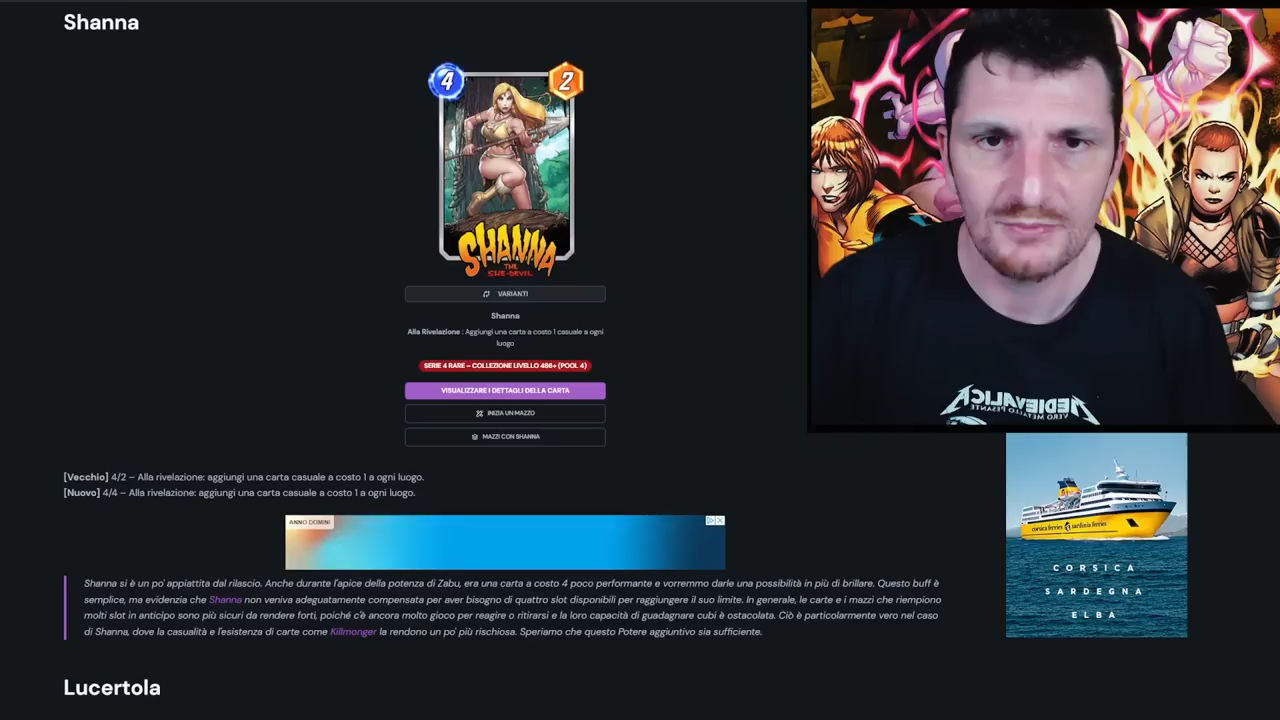 Shanna
4
2
SHANNA
THE
SHE-DEVIL
VARIANTI
Shanna
Alla Rivelazione : Aggiungi una carta a costo 1 casuale a ogni
luogo
SERIE 4 RARE – COLLEZIONE LIVELLO 486+ (POOL 4)
VISUALIZZARE I DETTAGLI DELLA CARTA
INIZIA UN MAZZO
MAZZI CON SHANNA
[Vecchio] 4/2 – Alla rivelazione: aggiungi una carta casuale a costo 1 a ogni luogo.
[Nuovo] 4/4 – Alla rivelazione: aggiungi una carta casuale a costo 1 a ogni luogo.
ANNO DOMINI
Shanna si è un po' appiattita dal rilascio. Anche durante l'apice della potenza di Zabu, era una carta a costo 4 poco performante e vorremmo darle una possibilità in più di brillare. Questo buff è
semplice, ma evidenzia che Shanna non veniva adeguatamente compensata per aver bisogno di quattro slot disponibili per raggiungere il suo limite. In generale, le carte e i mazzi che riempiono
molti slot in anticipo sono più sicuri da rendere forti, poiché c'è ancora molto gioco per reagire o ritirarsi e la loro capacità di guadagnare cubi è ostacolata. Ciò è particolarmente vero nel caso
di Shanna, dove la casualità e l'esistenza di carte come Killmonger la rendono un po' più rischiosa. Speriamo che questo Potere aggiuntivo sia sufficiente.
Lucertola
MEDIEVALICA
VERO METALLO PESANTE
corsica ferries sardinia ferries
CORSICA
SARDEGNA
ELBA